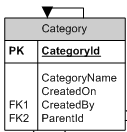 Category
PK CategoryId
CategoryName
CreatedOn
FK1 CreatedBy
FK2 ParentId